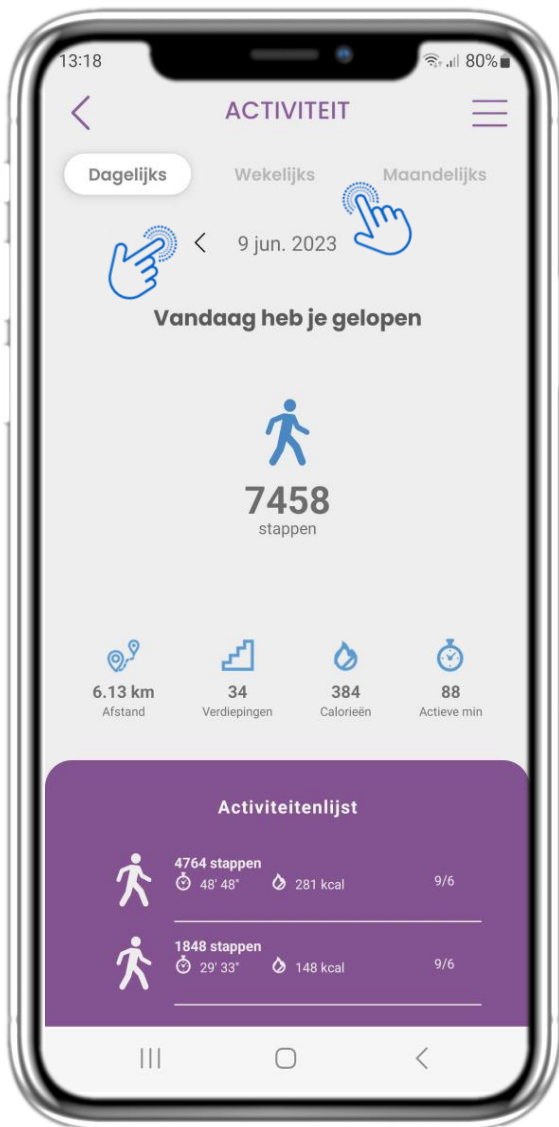 13:18 80%
ACTIVITEIT
Dagelijks Wekelijks Maandelijks
9 jun. 2023
Vandaag heb je gelopen
7458
stappen
6.13 km 34 384 88
Afstand Verdiepingen Calorieën Actieve min
Activiteitenlijst
4764 stappen
48' 48" 281 kcal 9/6
1848 stappen
29' 33" 148 kcal 9/6